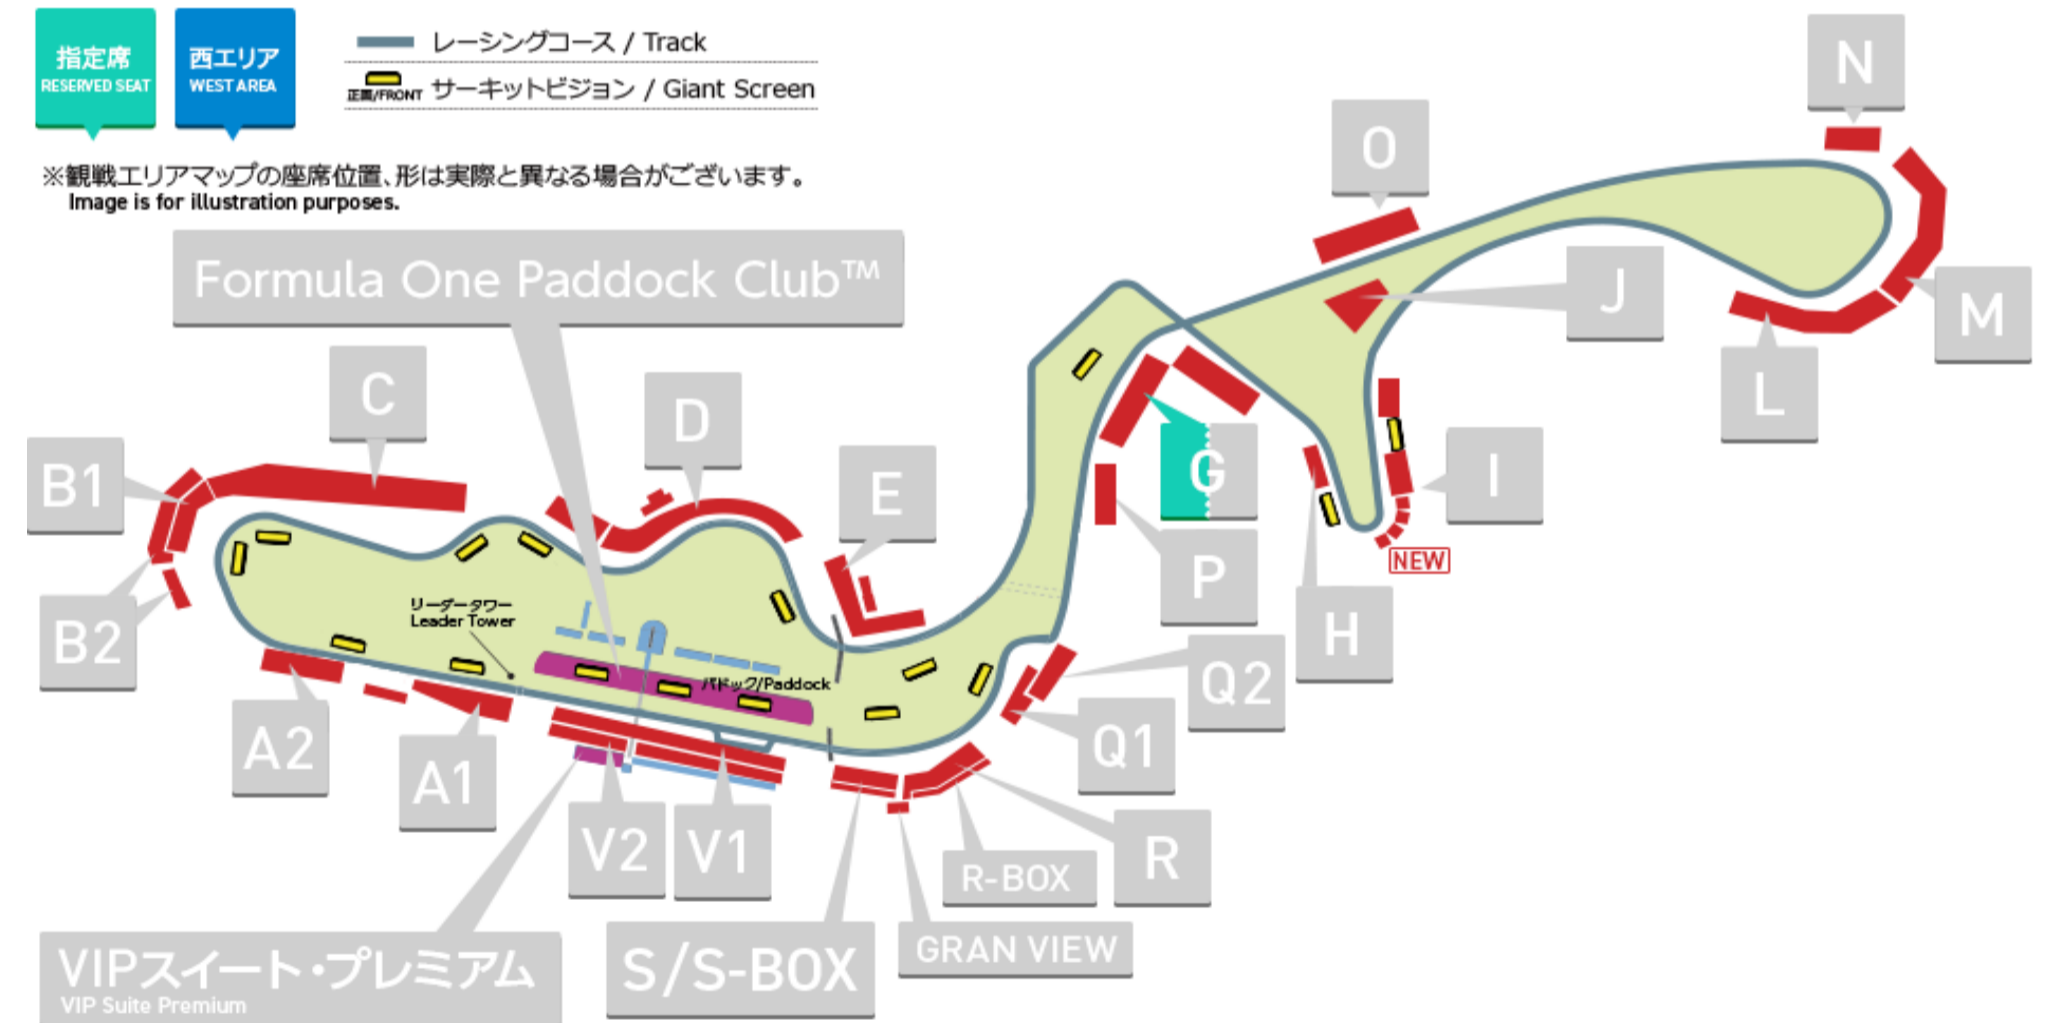 指定席
RESERVED SEAT
西エリア
WEST AREA
レーシングコース / Track
正面/FRONT サーキットビジョン / Giant Screen
※観戦エリアマップの座席位置、形は実際と異なる場合がございます。
Image is for illustration purposes.
Formula One Paddock Club™
N
O
J
M
L
C
D
B1
E
G
I
NEW
P
H
B2
リーダータワー
Leader Tower
パドック/Paddock
Q2
Q1
A2
A1
V2
V1
R
R-BOX
GRAN VIEW
S/S-BOX
VIPスイート・プレミアム
VIP Suite Premium